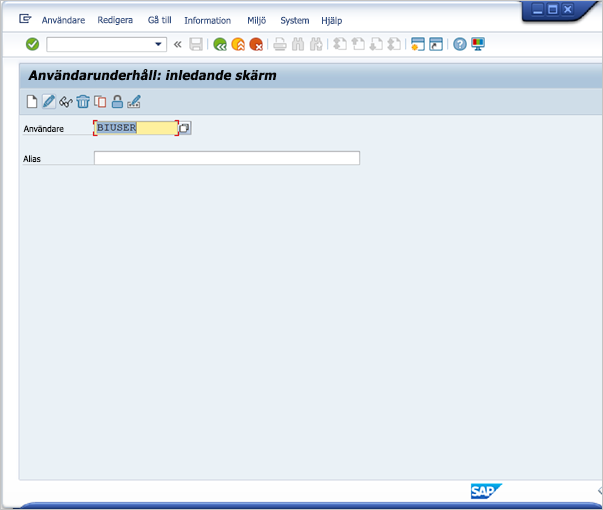 Användare Redigera Gå till Information Miljö System Hjälp
Användarunderhåll: inledande skärm
Användare BIUSER
Alias
SAP